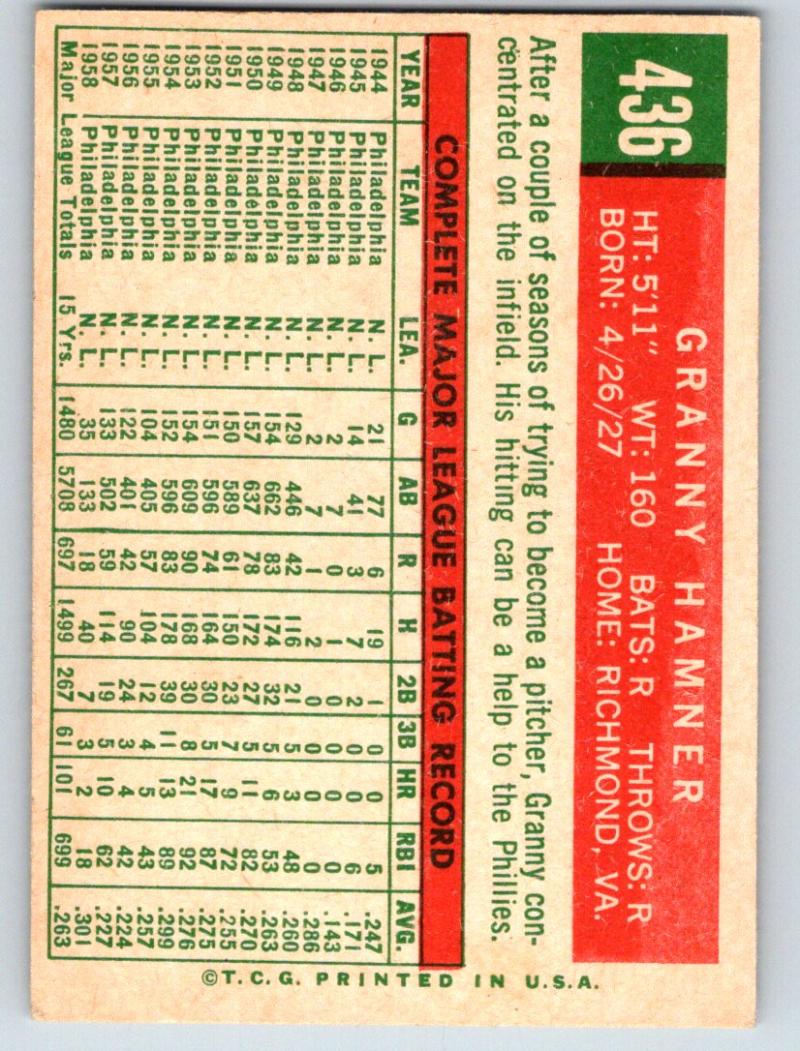 436
GRANNY HAMNER
HT: 5'11" WT: 160 BATS: R THROWS: R
BORN: 4/26/27 HOME: RICHMOND, VA.
After a couple of seasons of trying to become a pitcher, Granny con-
centrated on the infield. His hitting can be a help to the Phillies.
COMPLETE MAJOR LEAGUE BATTING RECORD
YEAR TEAM LEA. G AB R H 2B 3B HR RBI AVG.
1944 Philadelphia N. L. 21 77 6 19 1 0 0 5 .247
1945 Philadelphia N. L. 14 41 3 7 2 0 0 6 .171
1946 Philadelphia N. L. 2 7 0 1 0 0 0 0 .143
1947 Philadelphia N. L. 2 7 1 2 0 0 0 0 .286
1948 Philadelphia N. L. 129 446 42 116 21 5 3 48 .260
1949 Philadelphia N. L. 154 662 83 174 32 5 6 53 .263
1950 Philadelphia N. L. 157 637 78 172 27 5 11 82 .270
1951 Philadelphia N. L. 150 589 61 150 23 7 9 72 .255
1952 Philadelphia N. L. 151 596 74 164 30 5 17 87 .275
1953 Philadelphia N. L. 154 609 90 168 30 8 21 92 .276
1954 Philadelphia N. L. 152 596 83 178 39 11 13 89 .299
1955 Philadelphia N. L. 104 405 57 104 12 4 5 43 .257
1956 Philadelphia N. L. 122 401 42 90 24 3 4 42 .224
1957 Philadelphia N. L. 133 502 59 114 19 5 10 62 .227
1958 Philadelphia N. L. 35 133 18 40 7 3 2 18 .301
Major League Totals 15 Yrs. 1480 5708 697 1499 267 61 101 699 .263
©T.C.G. PRINTED IN U.S.A.